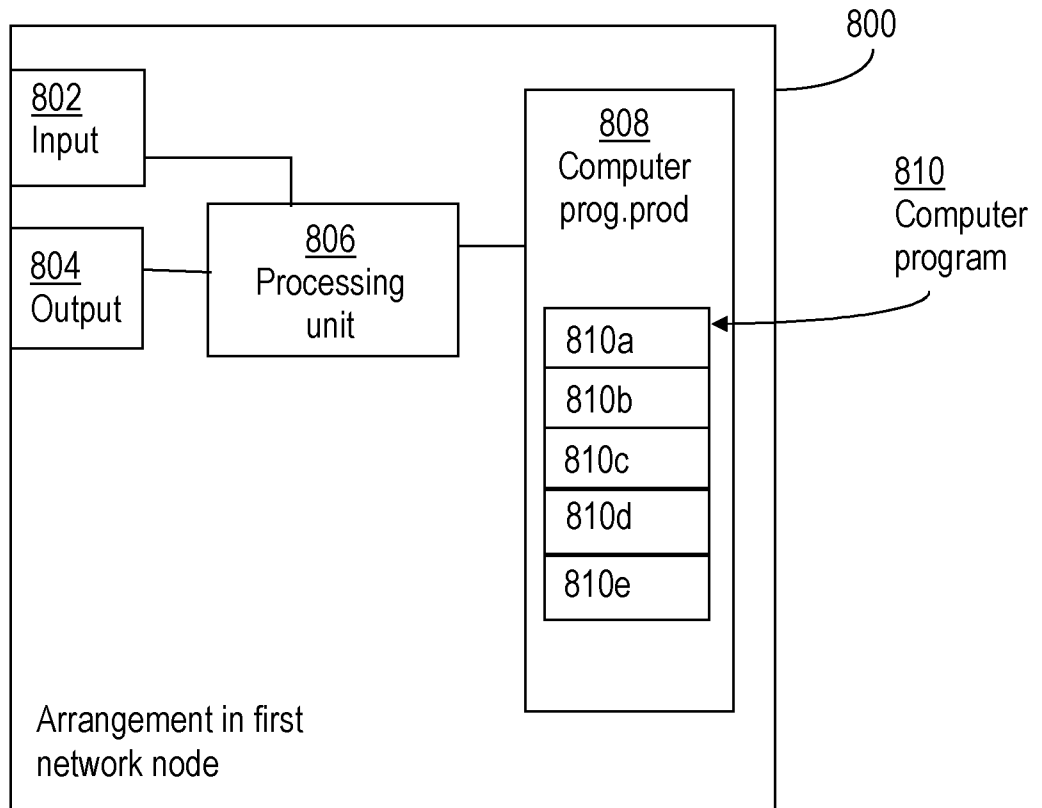 800
802
Input
804
Output
806
Processing
unit
808
Computer
prog.prod
810
Computer
program
810a
810b
810c
810d
810e
Arrangement in first
network node